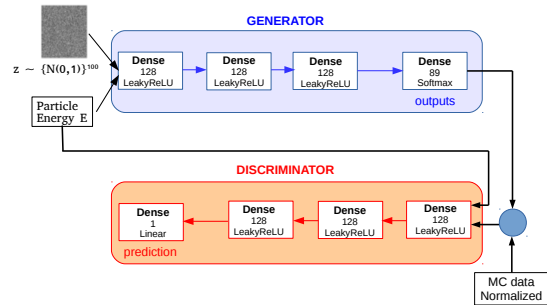 GENERATOR
Dense
128
LeakyReLU
Dense
128
LeakyReLU
Dense
128
LeakyReLU
Dense
89
Softmax
outputs
z ~ {N(0,1)}¹⁰⁰
Particle
Energy E
DISCRIMINATOR
Dense
1
Linear
prediction
Dense
128
LeakyReLU
Dense
128
LeakyReLU
Dense
128
LeakyReLU
MC data
Normalized